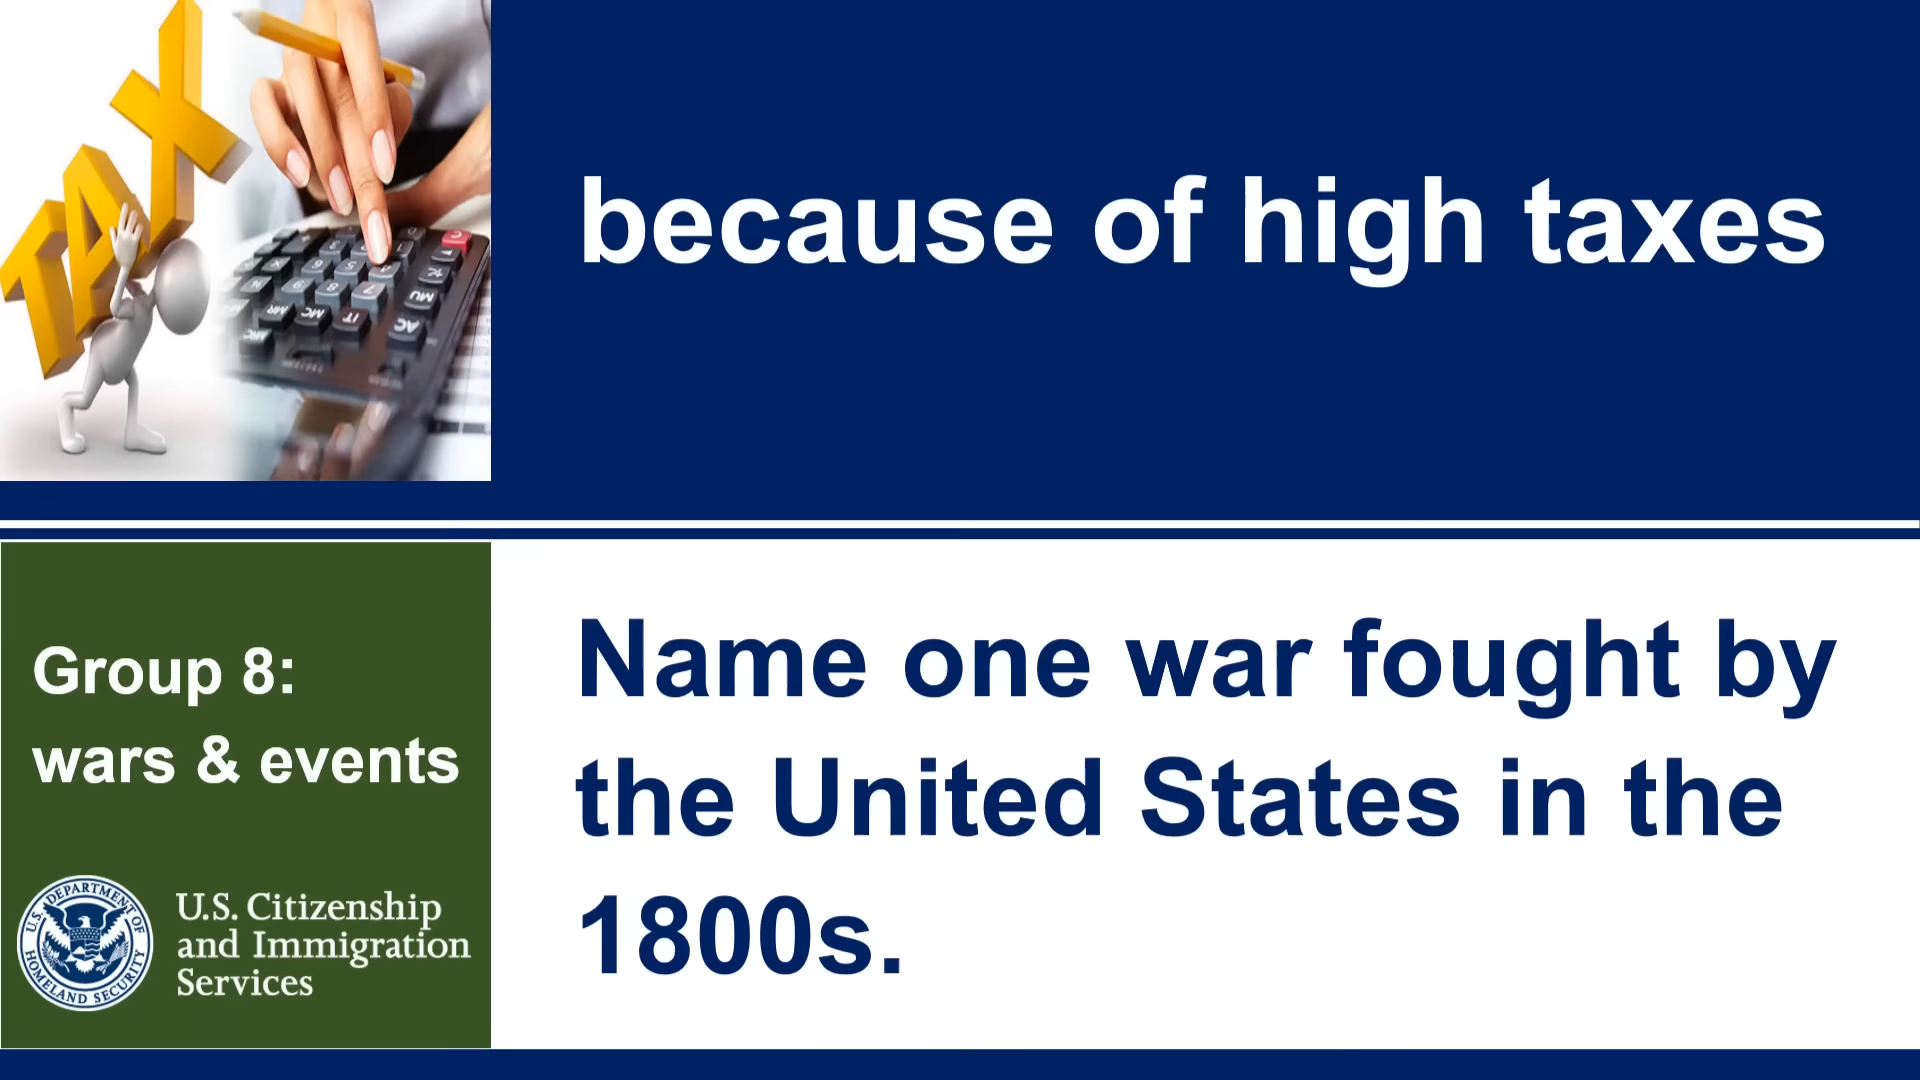 TAX
because of high taxes
Group 8:
wars & events
Name one war fought by
the United States in the
1800s.
U.S. DEPARTMENT OF
HOMELAND SECURITY
U.S. Citizenship
and Immigration
Services